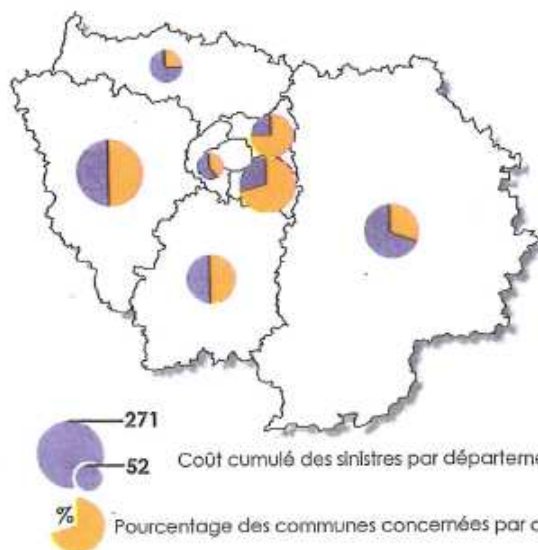 271
52
Coût cumulé des sinistres par départeme
%
Pourcentage des communes concernées par